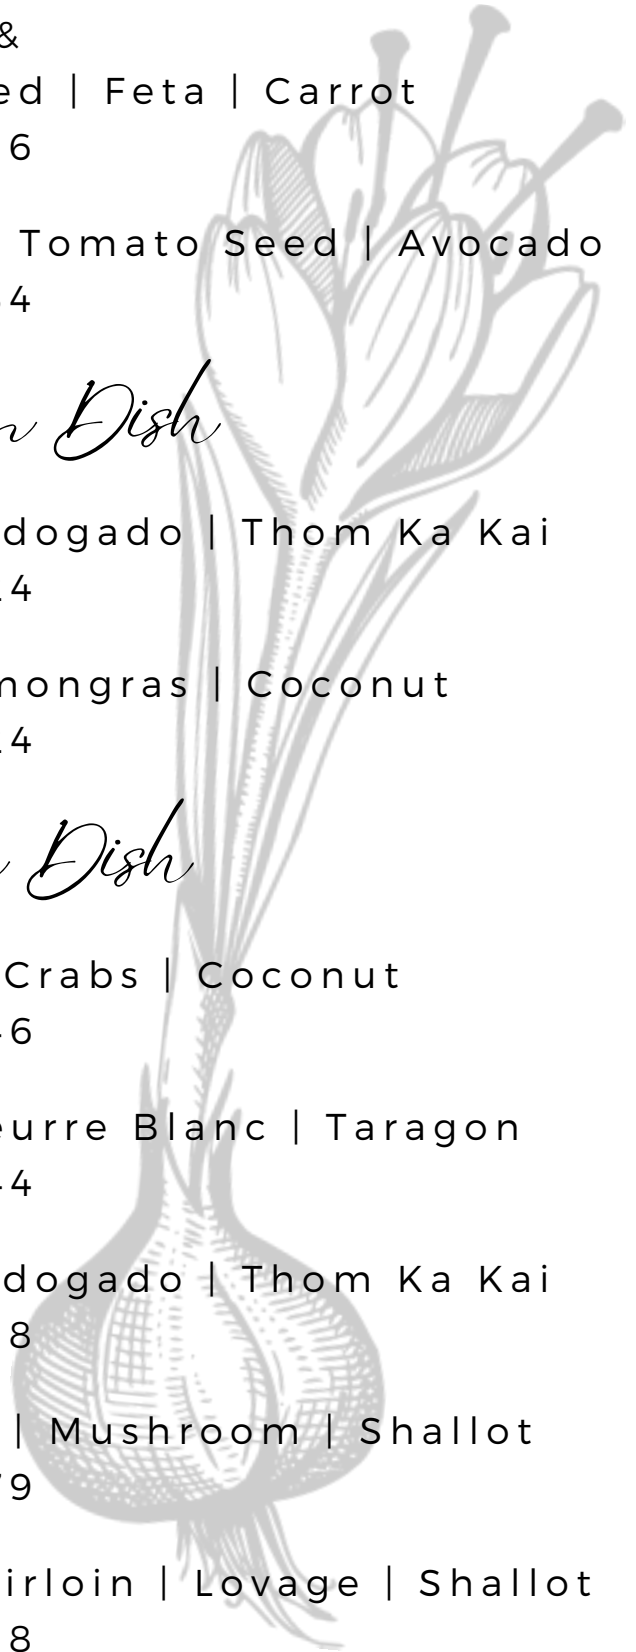 &
ed | Feta | Carrot
6
Tomato Seed | Avocado
4
n Dish
dogado | Thom Ka Kai
4
mongras | Coconut
4
Dish
Crabs | Coconut
6
eurre Blanc | Taragon
4
dogado | Thom Ka Kai
8
| Mushroom | Shallot
9
irloin | Lovage | Shallot
8